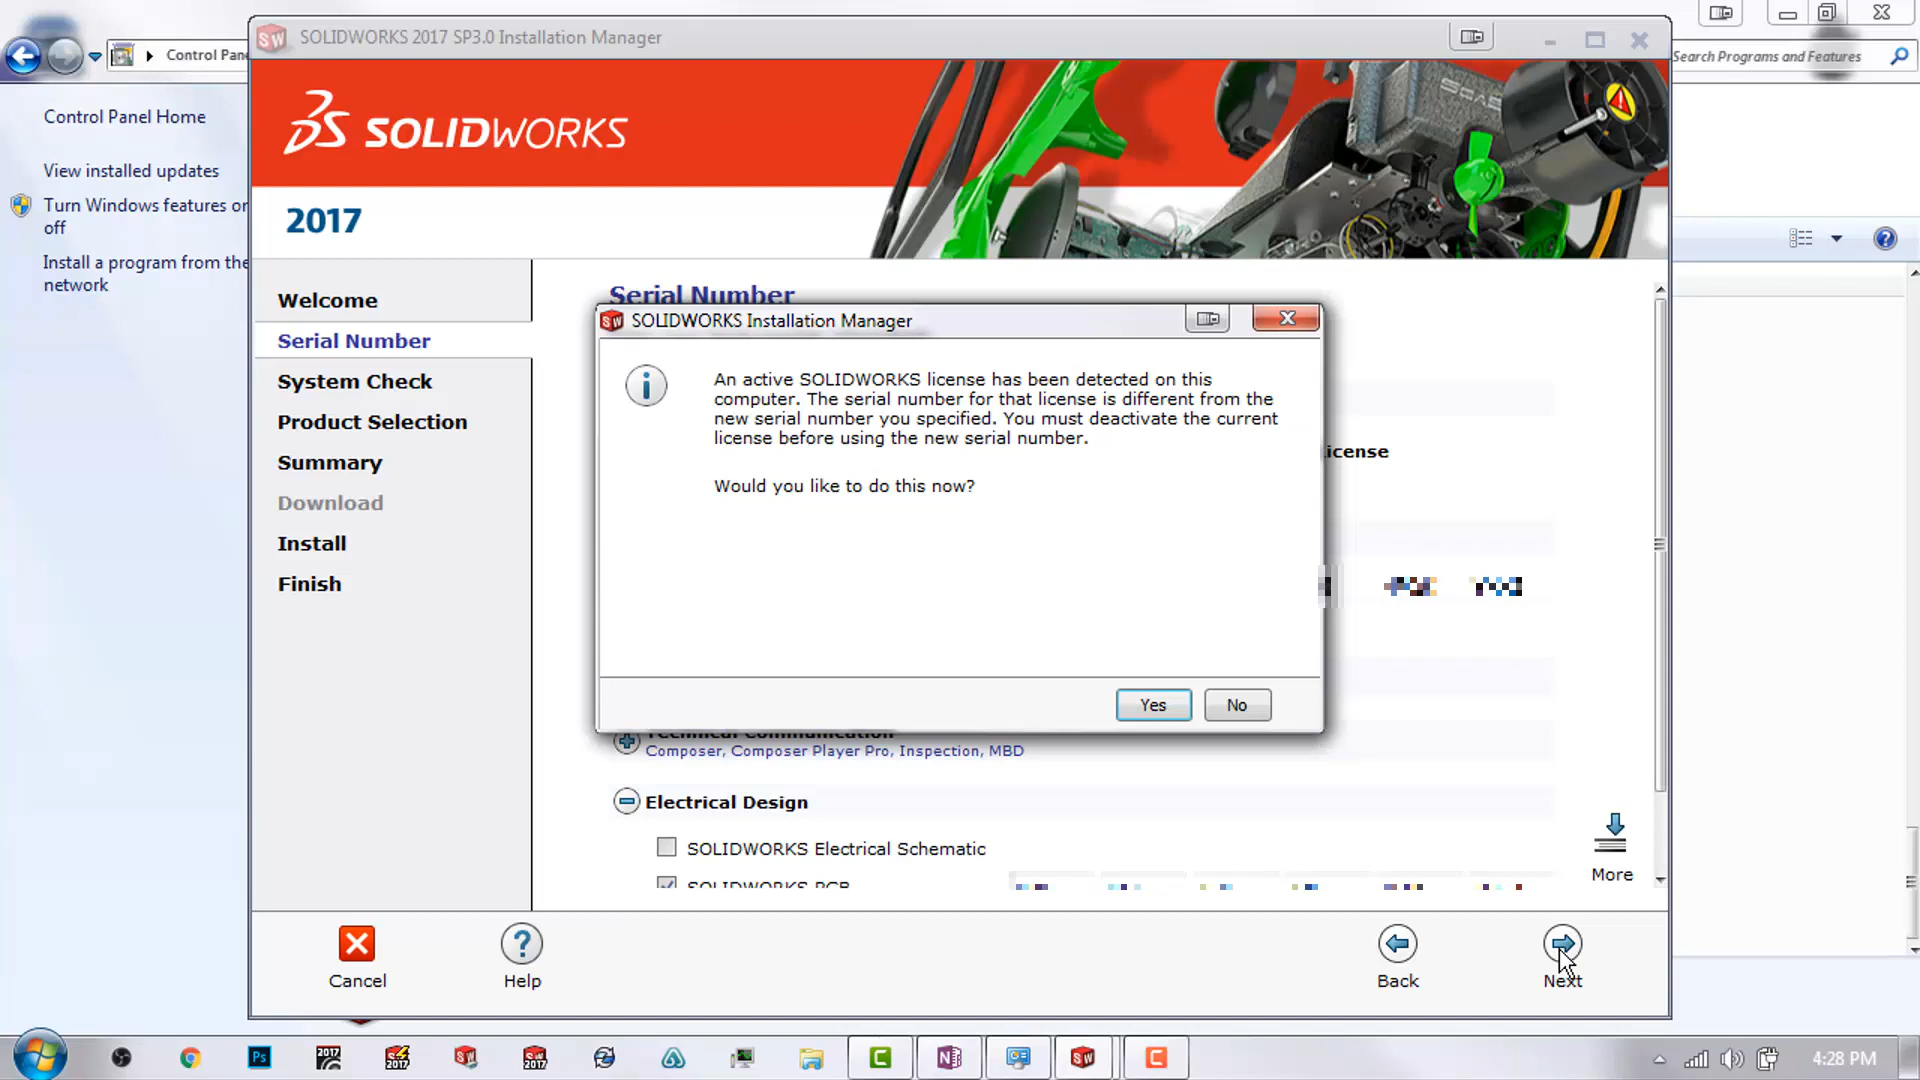 SOLIDWORKS 2017 SP3.0 Installation Manager
Control Pane
Search Programs and Features
Control Panel Home
View installed updates
Turn Windows features or
off
Install a program from the
network
SOLIDWORKS
2017
Welcome
Serial Number
System Check
Product Selection
Summary
Download
Install
Finish
Serial Number
SOLIDWORKS Installation Manager
An active SOLIDWORKS license has been detected on this
computer. The serial number for that license is different from the
new serial number you specified. You must deactivate the current
license before using the new serial number.
Would you like to do this now?
Yes
No
icense
Technical Communication
Composer, Composer Player Pro, Inspection, MBD
Electrical Design
SOLIDWORKS Electrical Schematic
SOLIDWORKS PCB
More
Cancel
Help
Back
Next
4:28 PM